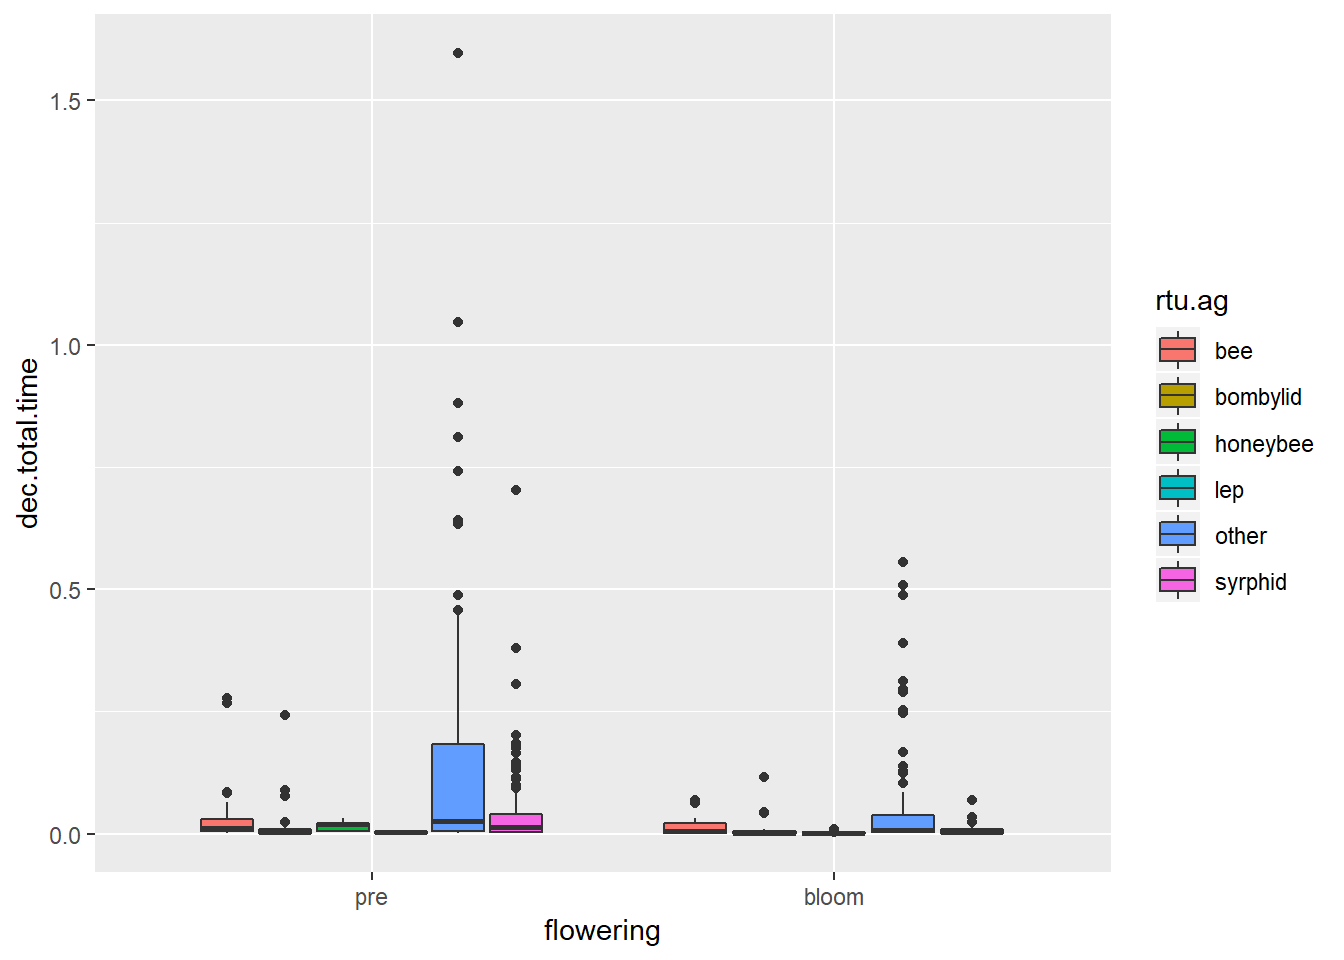 1.5
1.0
0.5
0.0
dec.total.time
pre
bloom
flowering
rtu.ag
bee
bombylid
honeybee
lep
other
syrphid